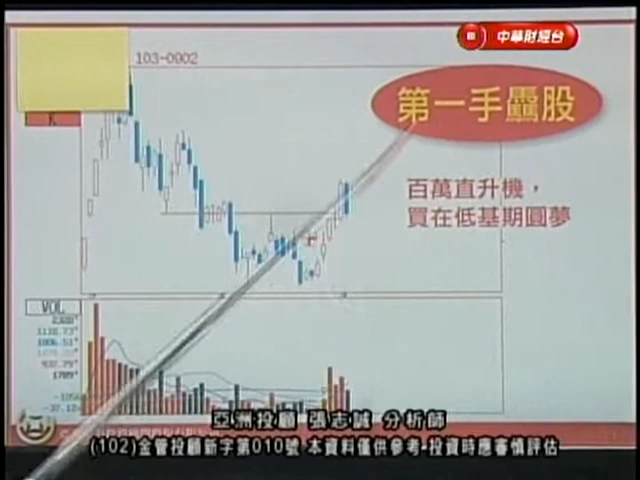 中華財經台
103-0902
第一手飝股
百萬直升機，
買在低基期圓夢
K
VOL
亞洲投顧 張志誠 分析師
(102)金管投顧新字第010號 本資料僅供參考 投資時應審慎評估